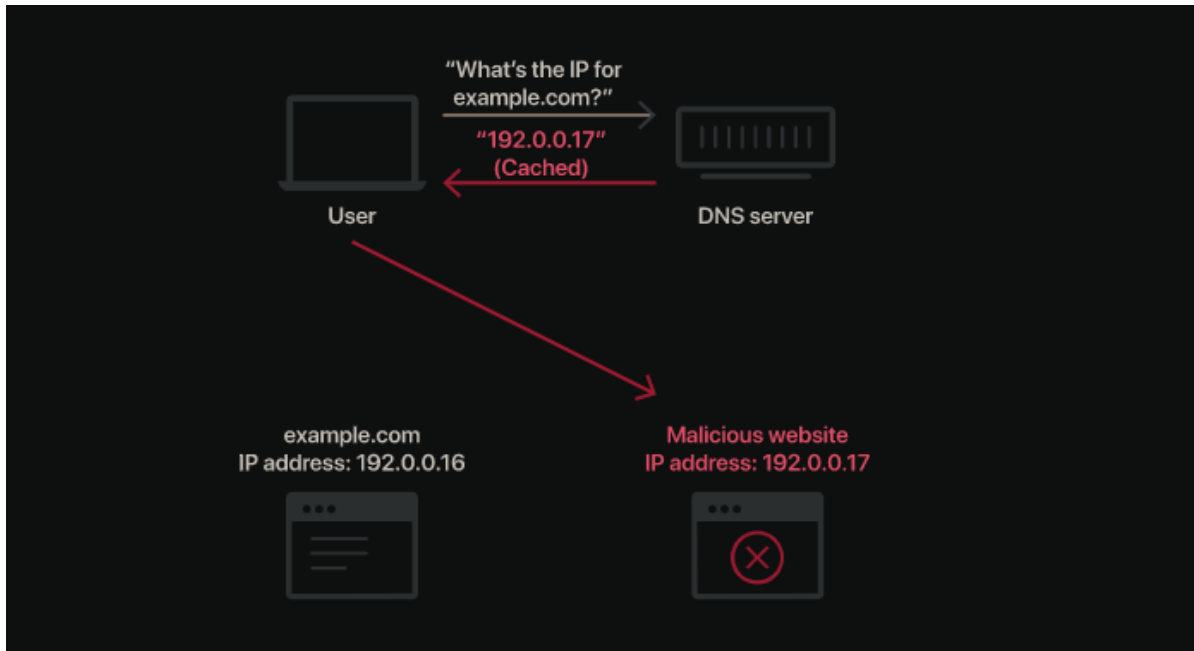 “What’s the IP for
example.com?”
“192.0.0.17”
(Cached)
User
DNS server
example.com
IP address: 192.0.0.16
Malicious website
IP address: 192.0.0.17